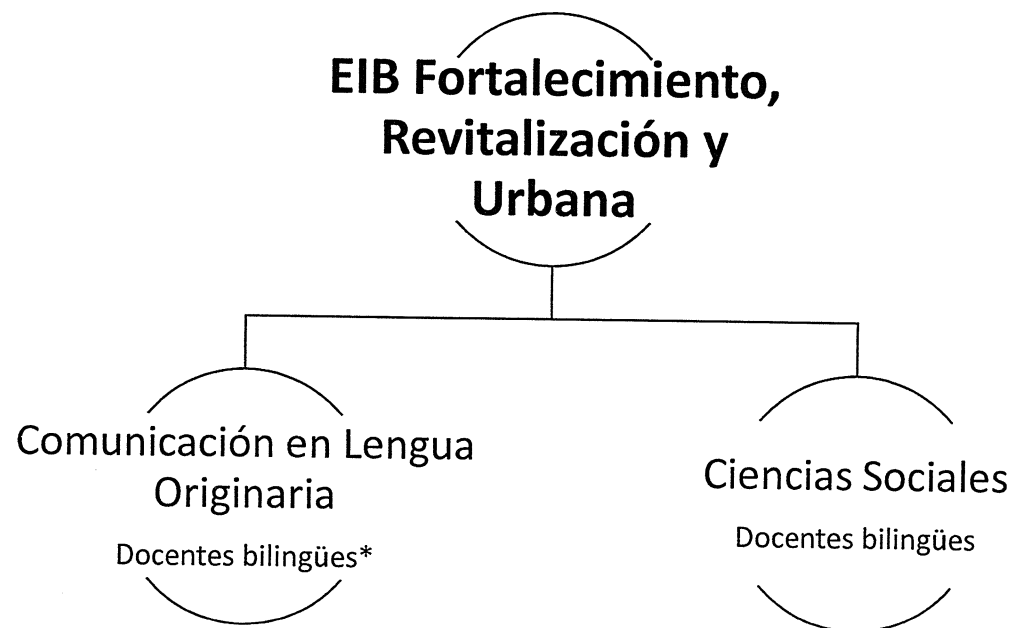 EIB Fortalecimiento,
Revitalización y
Urbana
Comunicación en Lengua
Originaria
Docentes bilingües*
Ciencias Sociales
Docentes bilingües